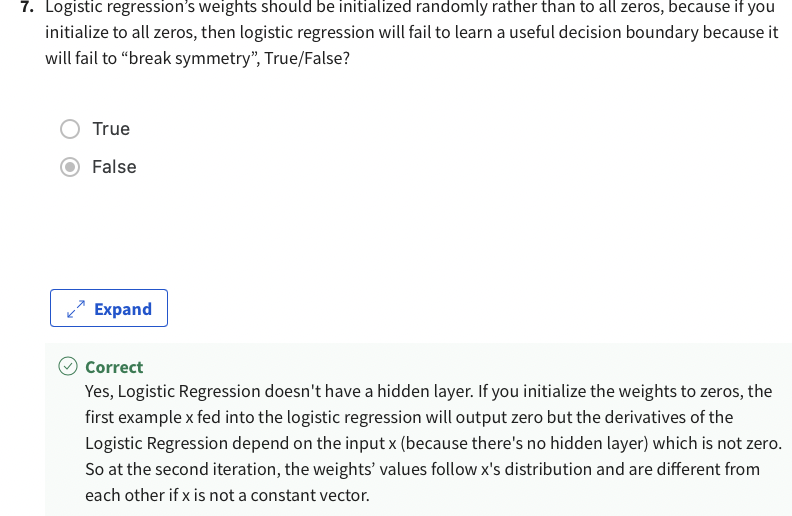 7. Logistic regression's weights should be initialized randomly rather than to all zeros, because if you
initialize to all zeros, then logistic regression will fail to learn a useful decision boundary because it
will fail to “break symmetry”, True/False?
True
False
Expand
Correct
Yes, Logistic Regression doesn't have a hidden layer. If you initialize the weights to zeros, the
first example x fed into the logistic regression will output zero but the derivatives of the
Logistic Regression depend on the input x (because there's no hidden layer) which is not zero.
So at the second iteration, the weights’ values follow x's distribution and are different from
each other if x is not a constant vector.